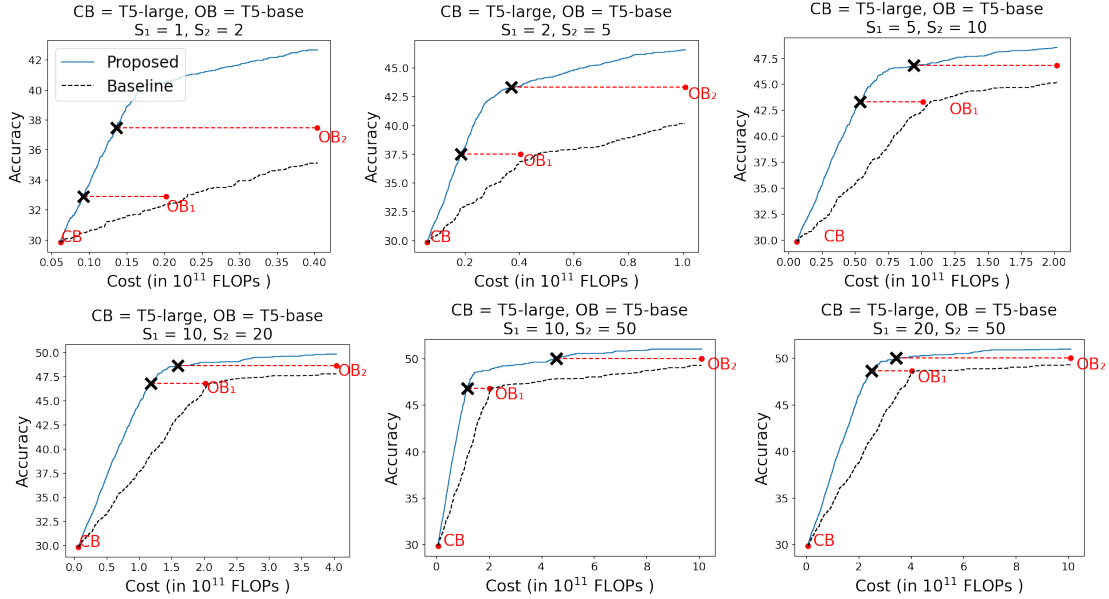 CB = T5-large, OB = T5-base
S₁ = 1, S₂ = 2
Proposed
Baseline
42
40
38
36
34
32
30
Accuracy
CB
OB₁
OB₂
0.05 0.10 0.15 0.20 0.25 0.30 0.35 0.40
Cost (in 10¹¹ FLOPs )
CB = T5-large, OB = T5-base
S₁ = 2, S₂ = 5
45.0
42.5
40.0
37.5
35.0
32.5
30.0
Accuracy
CB
OB₁
OB₂
0.2 0.4 0.6 0.8 1.0
Cost (in 10¹¹ FLOPs )
CB = T5-large, OB = T5-base
S₁ = 5, S₂ = 10
47.5
45.0
42.5
40.0
37.5
35.0
32.5
30.0
Accuracy
CB
OB₁
0.00 0.25 0.50 0.75 1.00 1.25 1.50 1.75 2.00
Cost (in 10¹¹ FLOPs )
CB = T5-large, OB = T5-base
S₁ = 10, S₂ = 20
50.0
47.5
45.0
42.5
40.0
37.5
35.0
32.5
30.0
Accuracy
CB
OB₁
OB₂
0.0 0.5 1.0 1.5 2.0 2.5 3.0 3.5 4.0
Cost (in 10¹¹ FLOPs )
CB = T5-large, OB = T5-base
S₁ = 10, S₂ = 50
50
45
40
35
30
Accuracy
CB
OB₁
OB₂
0 2 4 6 8 10
Cost (in 10¹¹ FLOPs )
CB = T5-large, OB = T5-base
S₁ = 20, S₂ = 50
50
45
40
35
30
Accuracy
CB
OB₁
OB₂
0 2 4 6 8 10
Cost (in 10¹¹ FLOPs )